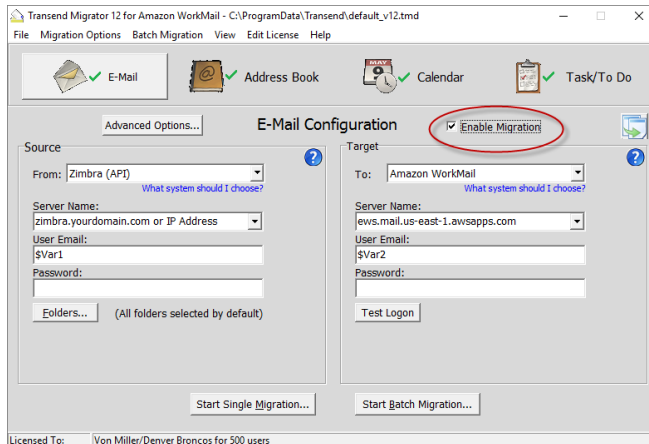 Transend Migrator 12 for Amazon WorkMail - C:\ProgramData\Transend\default_v12.tmd
File Migration Options Batch Migration View Edit License Help
E-Mail Address Book MAY Calendar Task/To Do
Advanced Options... E-Mail Configuration Enable Migration
Source Target
From: Zimbra (API) To: Amazon WorkMail
What system should I choose? What system should I choose?
Server Name: Server Name:
zimbra.yourdomain.com or IP Address ews.mail.us-east-1.awsapps.com
User Email: User Email:
$Var1 $Var2
Password: Password:
Folders... (All folders selected by default) Test Logon
Start Single Migration... Start Batch Migration...
Licensed To: Von Miller/Denver Broncos for 500 users